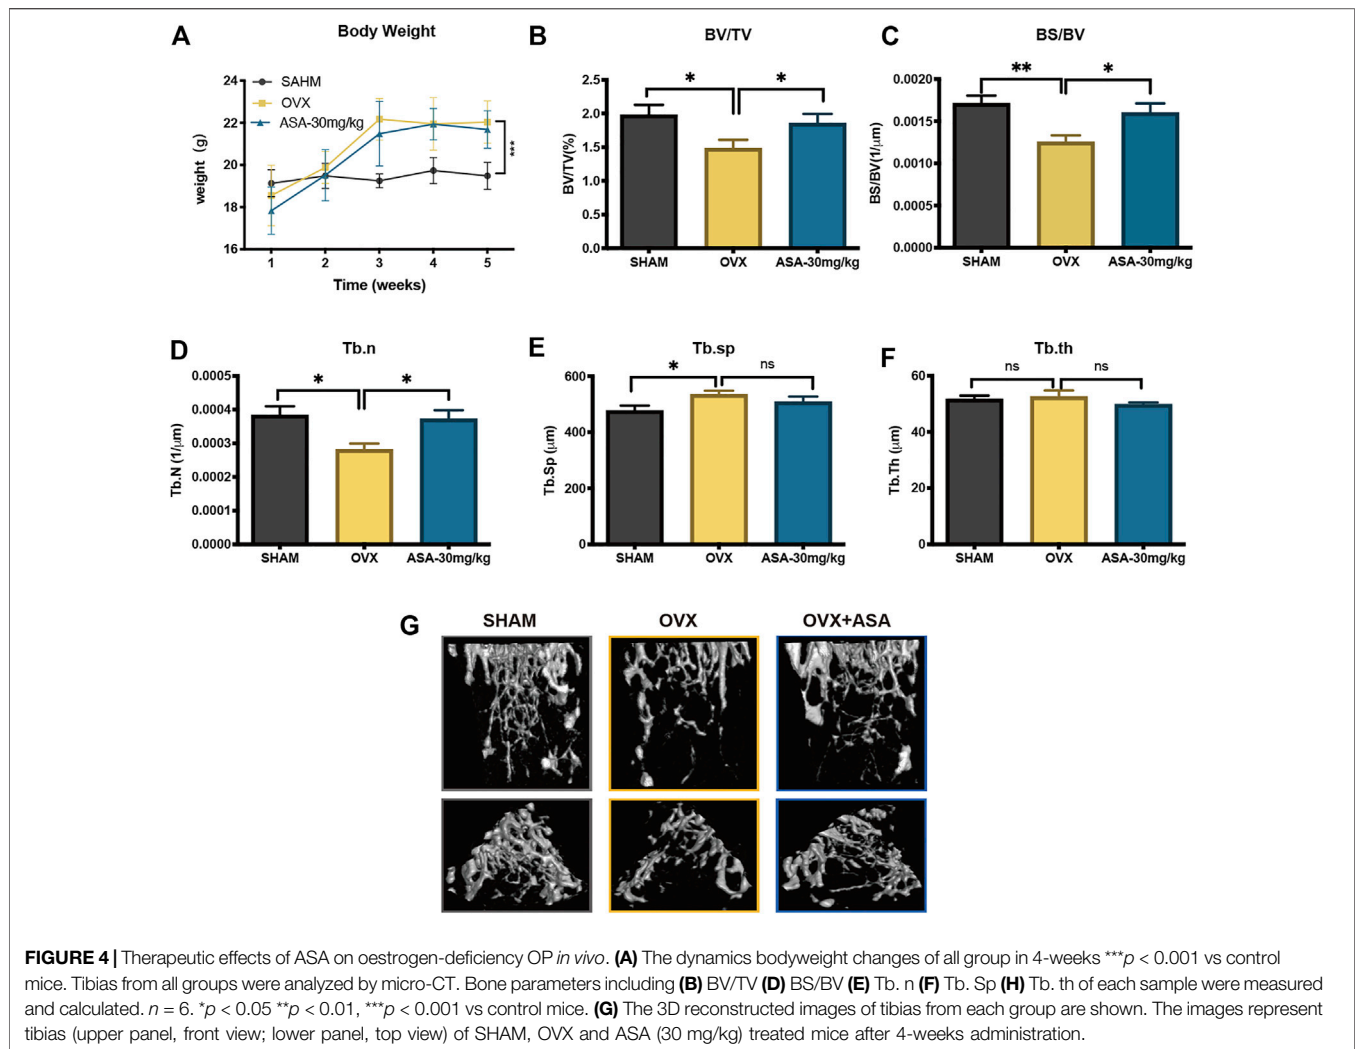 A
Body Weight
24
22
20
18
16
weight (g)
SAHM
OVX
ASA-30mg/kg
***
1 2 3 4 5
Time (weeks)
B
BV/TV
2.5
2.0
1.5
1.0
0.5
0.0
BV/TV(%)
* *
SHAM OVX ASA-30mg/kg
C
BS/BV
0.0020
0.0015
0.0010
0.0005
0.0000
BS/BV(1/μm)
** *
SHAM OVX ASA-30mg/kg
D
Tb.n
0.0005
0.0004
0.0003
0.0002
0.0001
0.0000
Tb.N (1/μm)
* *
SHAM OVX ASA-30mg/kg
E
Tb.sp
600
400
200
0
Tb.Sp (μm)
* ns
SHAM OVX ASA-30mg/kg
F
Tb.th
60
40
20
0
Tb.Th (μm)
ns ns
SHAM OVX ASA-30mg/kg
G
SHAM OVX OVX+ASA
FIGURE 4 | Therapeutic effects of ASA on oestrogen-deficiency OP in vivo. (A) The dynamics bodyweight changes of all group in 4-weeks ***p < 0.001 vs control
mice. Tibias from all groups were analyzed by micro-CT. Bone parameters including (B) BV/TV (D) BS/BV (E) Tb. n (F) Tb. Sp (H) Tb. th of each sample were measured
and calculated. n = 6. *p < 0.05 **p < 0.01, ***p < 0.001 vs control mice. (G) The 3D reconstructed images of tibias from each group are shown. The images represent
tibias (upper panel, front view; lower panel, top view) of SHAM, OVX and ASA (30 mg/kg) treated mice after 4-weeks administration.